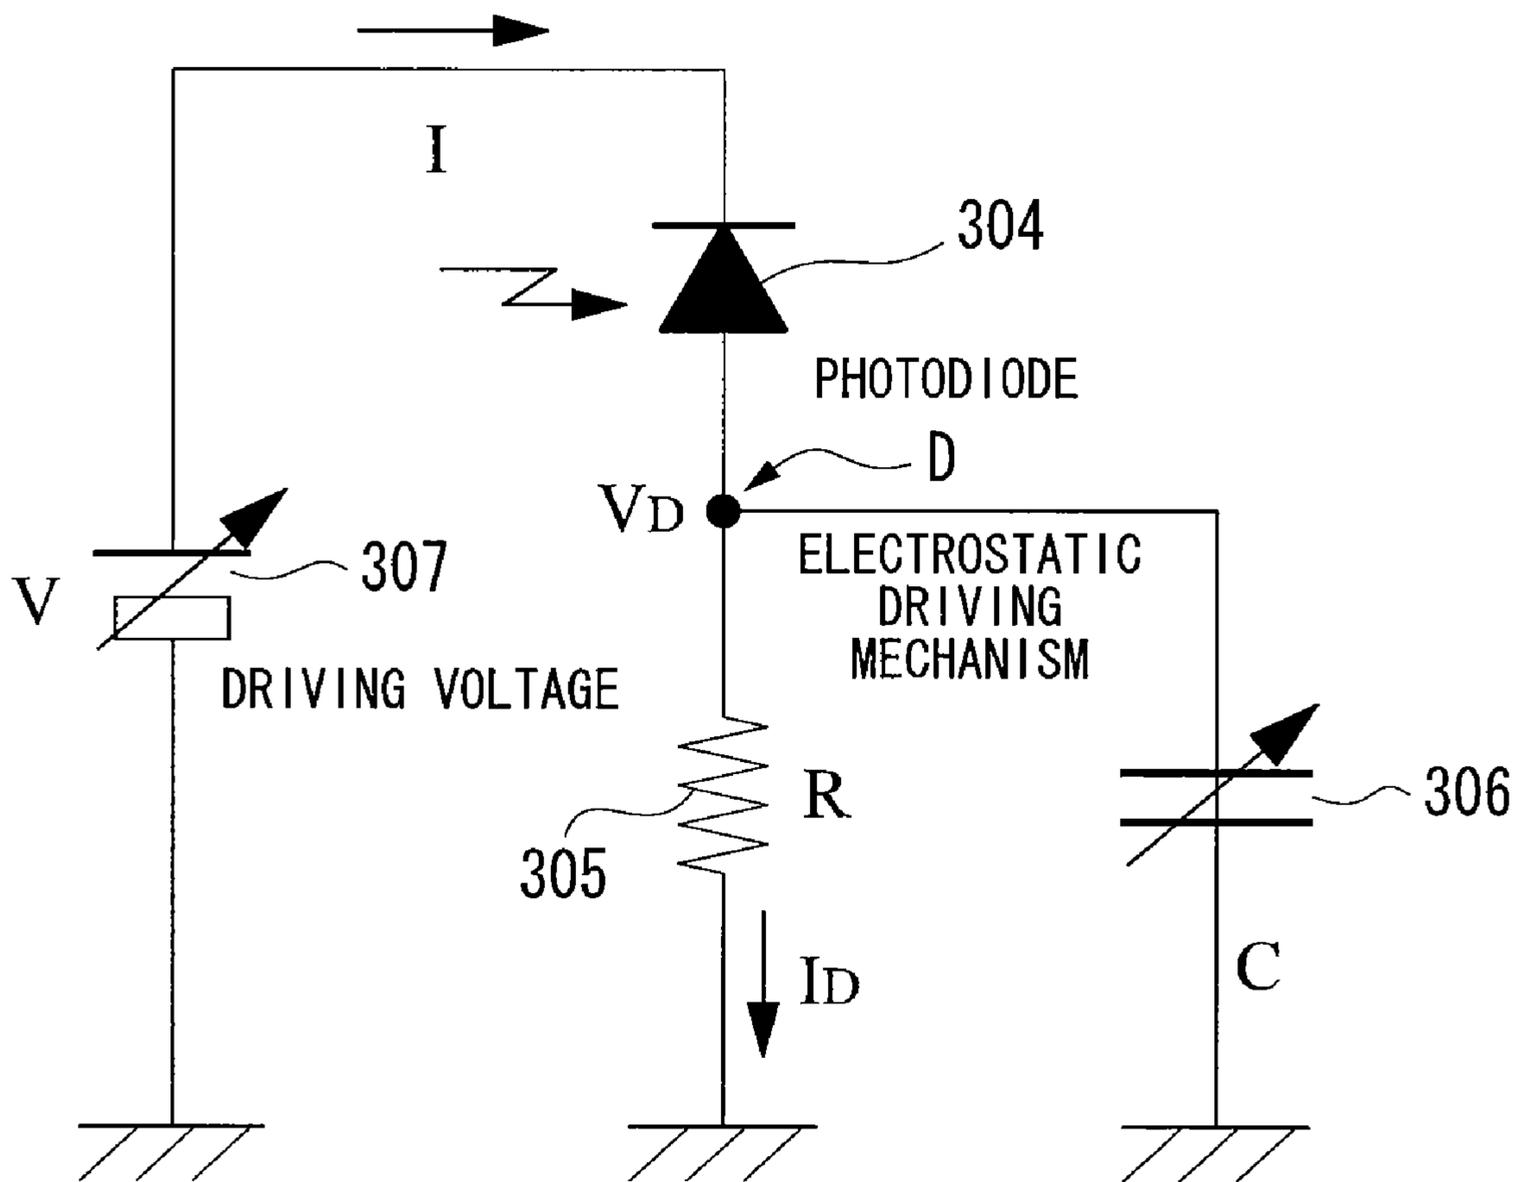 I
304
PHOTODIODE
D
VD
ELECTROSTATIC
DRIVING
MECHANISM
307
V
DRIVING VOLTAGE
R
306
305
ID
C